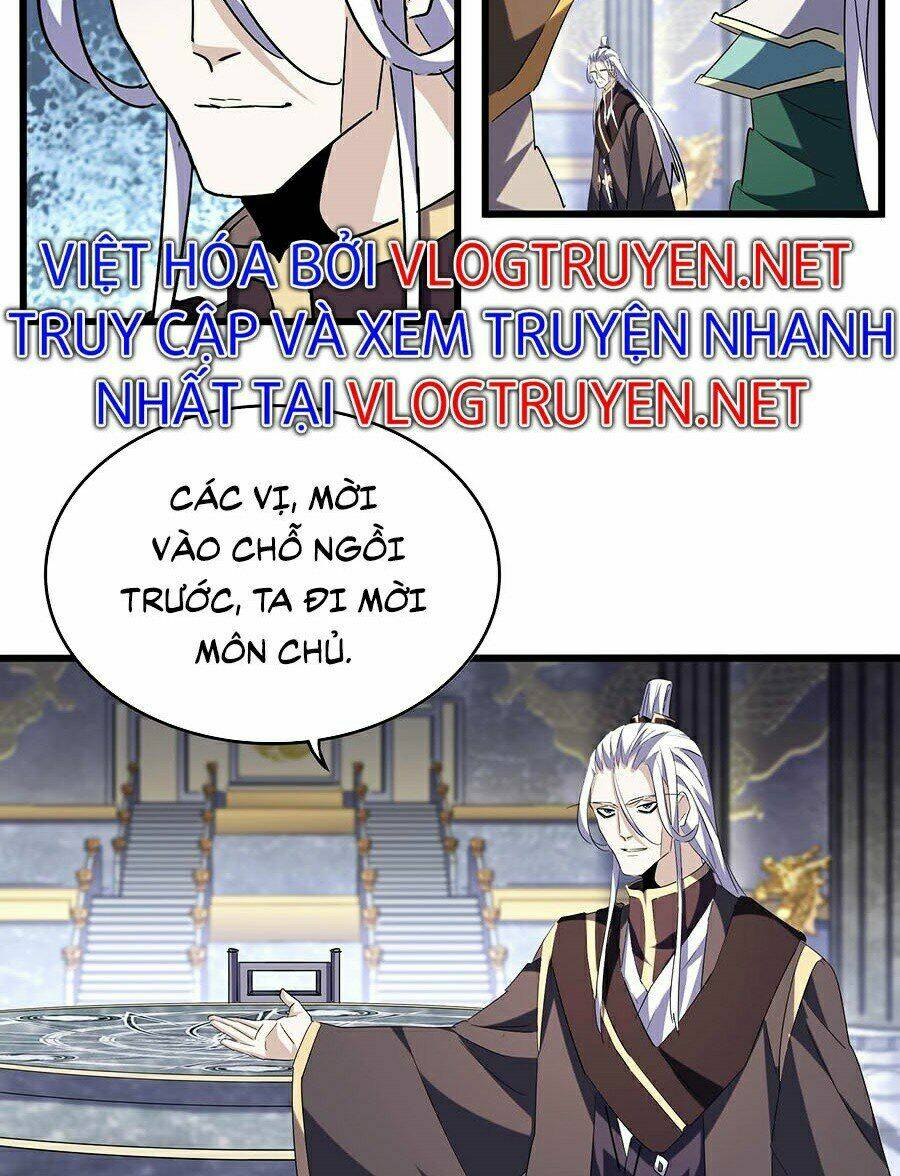 VIỆT HÓA BỞI VLOGTRUYEN.NET
TRUY CẬP VÀ XEM TRUYỆN NHANH
NHẤT TẠI VLOGTRUYEN.NET
CÁC VỊ, MỜI
VÀO CHỖ NGỒI
TRƯỚC, TA ĐI MỜI
MÔN CHỦ.